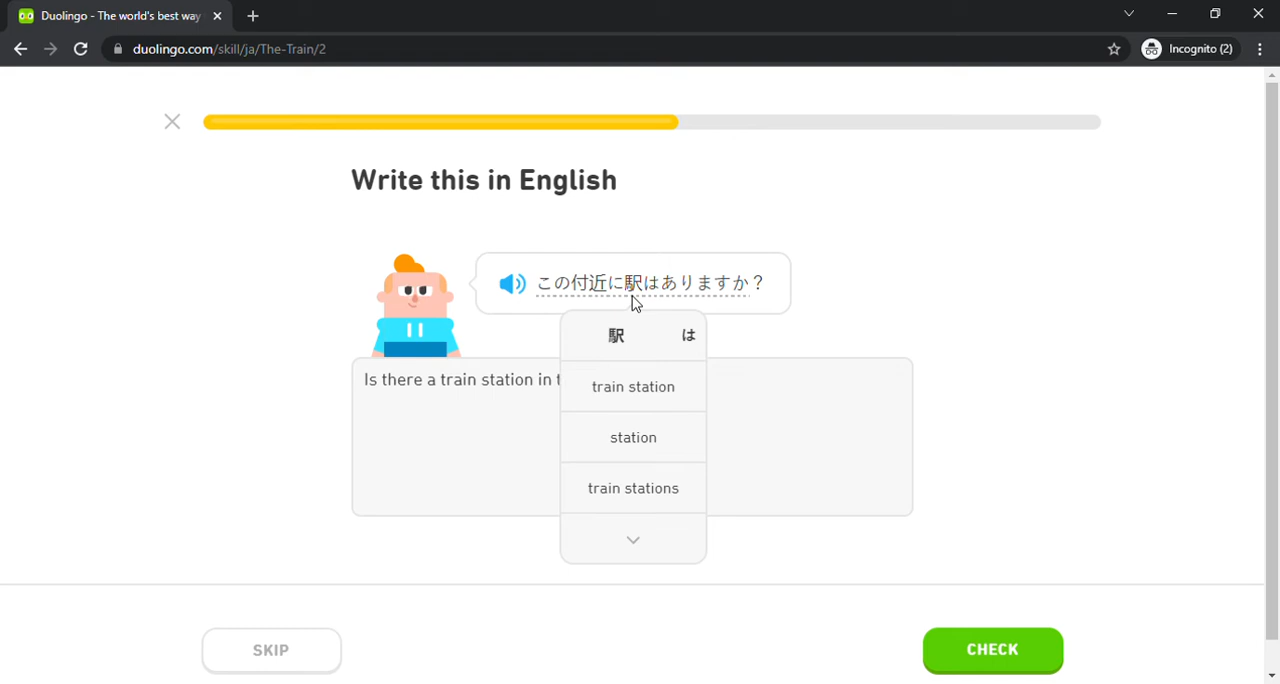 Duolingo - The world's best way
duolingo.com/skill/ja/The-Train/2
Incognito (2)
Write this in English
この付近に駅はありますか？
駅 は
Is there a train station in t
train station
station
train stations
SKIP
CHECK